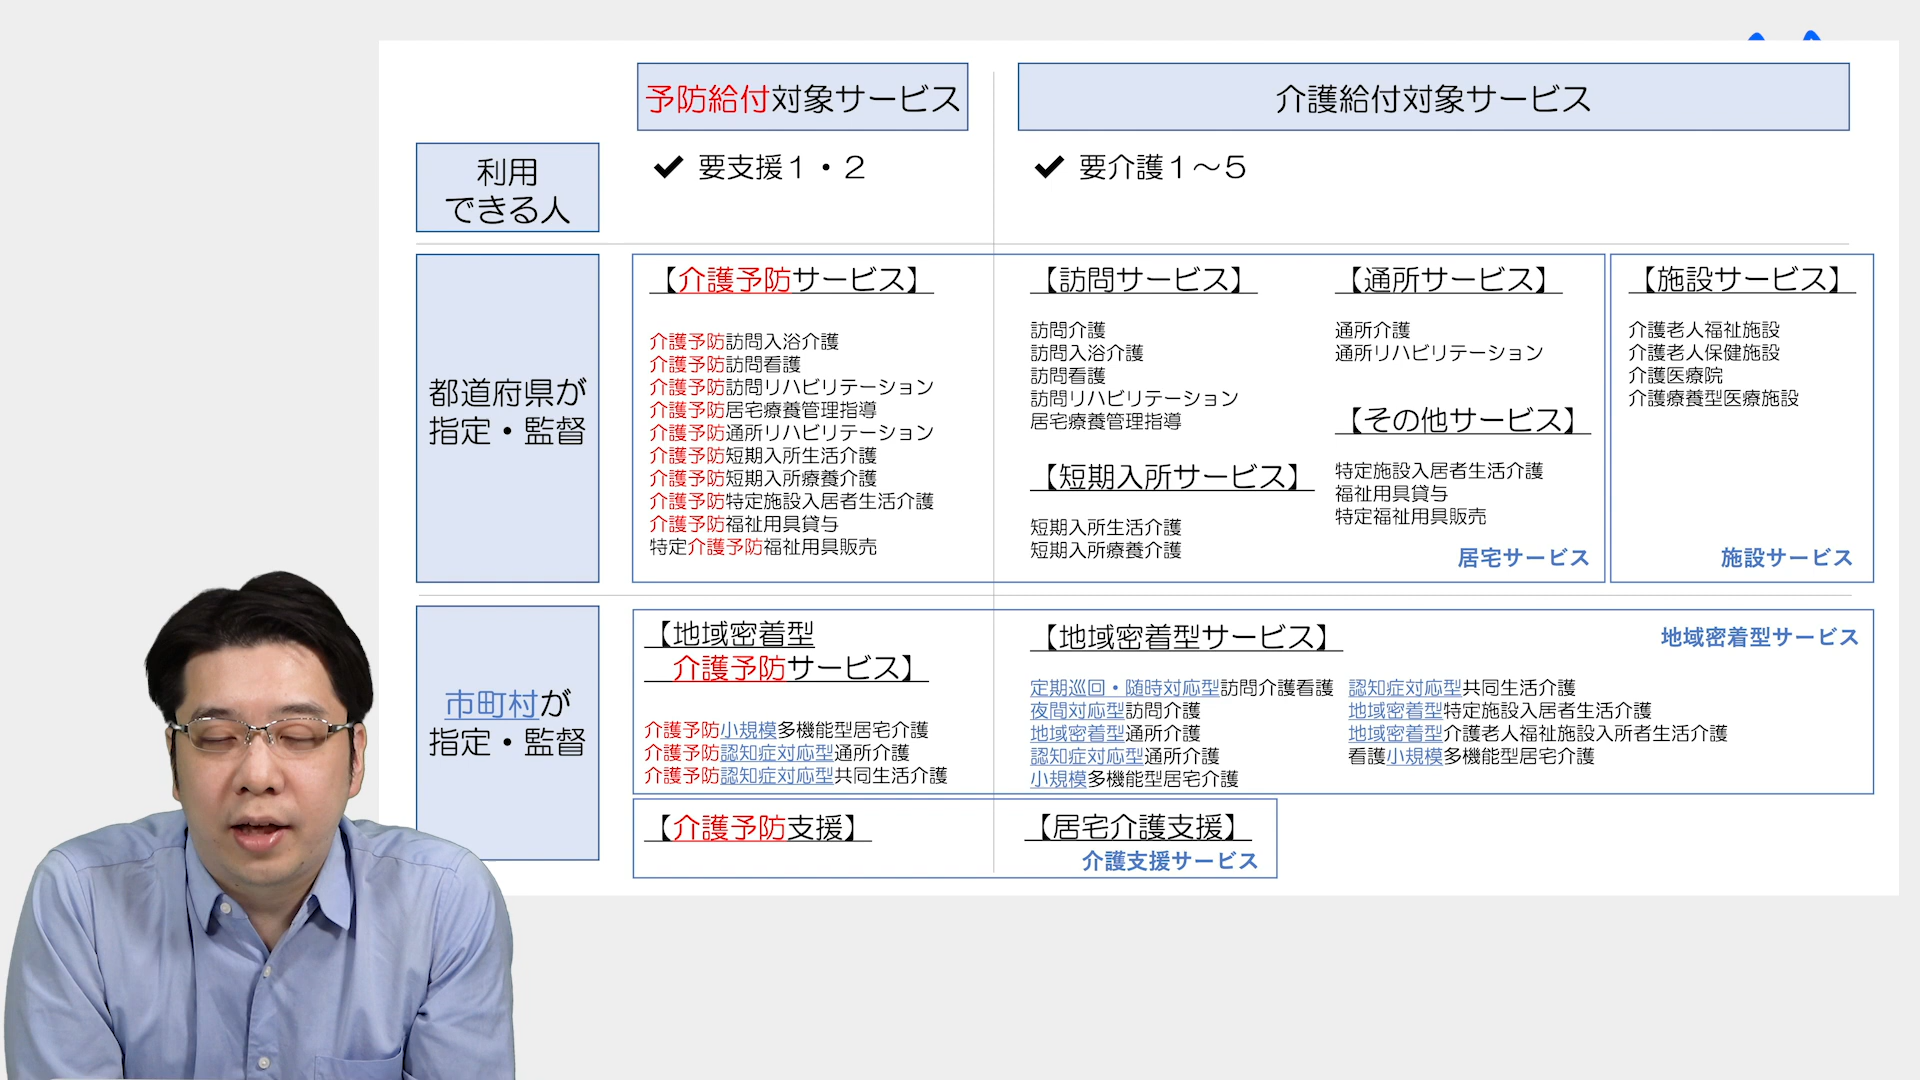 予防給付対象サービス
介護給付対象サービス
利用
できる人
✔ 要支援１・２
✔ 要介護１～５
都道府県が
指定・監督
【介護予防サービス】
介護予防訪問入浴介護
介護予防訪問看護
介護予防訪問リハビリテーション
介護予防居宅療養管理指導
介護予防通所リハビリテーション
介護予防短期入所生活介護
介護予防短期入所療養介護
介護予防特定施設入居者生活介護
介護予防福祉用具貸与
特定介護予防福祉用具販売
【訪問サービス】
訪問介護
訪問入浴介護
訪問看護
訪問リハビリテーション
居宅療養管理指導
【短期入所サービス】
短期入所生活介護
短期入所療養介護
【通所サービス】
通所介護
通所リハビリテーション
【その他サービス】
特定施設入居者生活介護
福祉用具貸与
特定福祉用具販売
居宅サービス
【施設サービス】
介護老人福祉施設
介護老人保健施設
介護医療院
介護療養型医療施設
施設サービス
市町村が
指定・監督
【地域密着型
介護予防サービス】
介護予防小規模多機能型居宅介護
介護予防認知症対応型通所介護
介護予防認知症対応型共同生活介護
【地域密着型サービス】
地域密着型サービス
定期巡回・随時対応型訪問介護看護
夜間対応型訪問介護
地域密着型通所介護
認知症対応型通所介護
小規模多機能型居宅介護
認知症対応型共同生活介護
地域密着型特定施設入居者生活介護
地域密着型介護老人福祉施設入所者生活介護
看護小規模多機能型居宅介護
【介護予防支援】
【居宅介護支援】
介護支援サービス